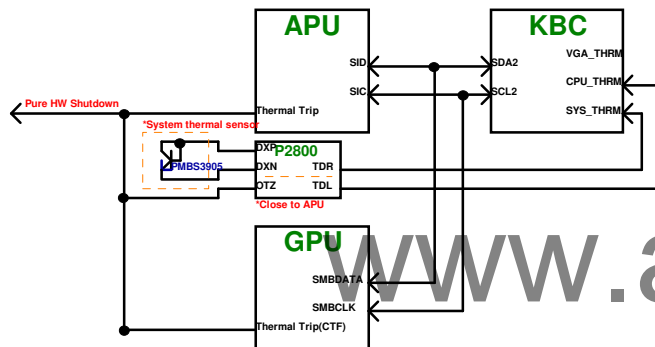 APU
KBC
VGA_THRM
SID
SDA2
CPU_THRM
SIC
SCL2
Pure HW Shutdown
Thermal Trip
SYS_THRM
*System thermal sensor
DXP
P2800
PMBS3905
DXN
TDR
OTZ
TDL
*Close to APU
GPU
www.a
SMBDATA
SMBCLK
Thermal Trip(CTF)